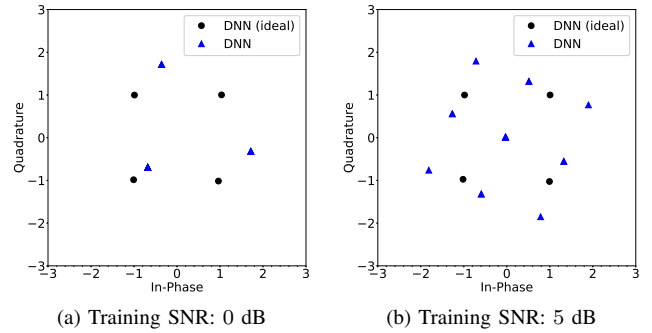 3
2
1
0
−1
−2
−3
Quadrature
−3 −2 −1 0 1 2 3
In-Phase
DNN (ideal)
DNN
(a) Training SNR: 0 dB
3
2
1
0
−1
−2
−3
Quadrature
−3 −2 −1 0 1 2 3
In-Phase
DNN (ideal)
DNN
(b) Training SNR: 5 dB